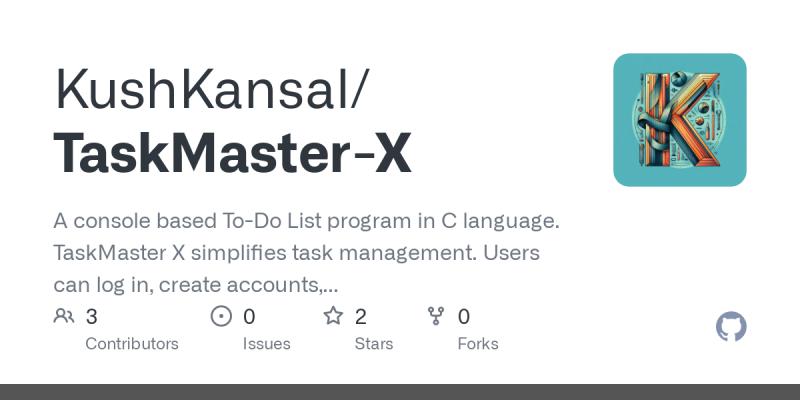 KushKansal/
TaskMaster-X
A console based To-Do List program in C language.
TaskMaster X simplifies task management. Users
can log in, create accounts,...
3 0 2 0
Contributors Issues Stars Forks
K